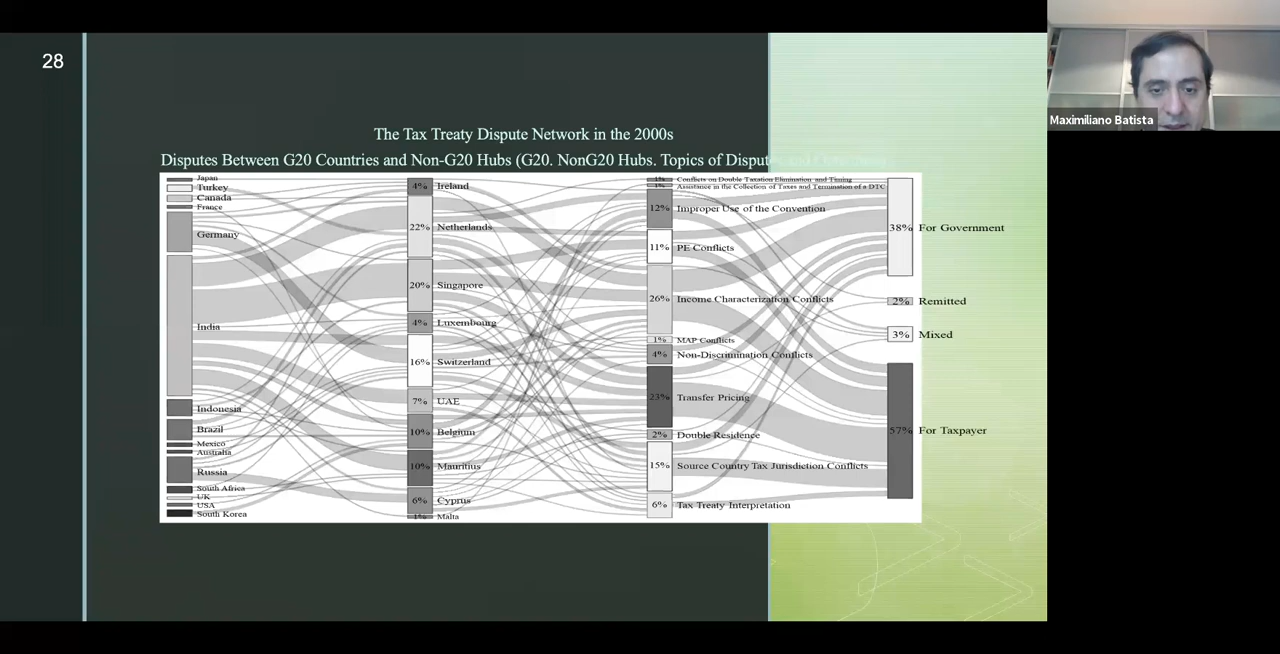 28
Maximiliano Batista
The Tax Treaty Dispute Network in the 2000s
Disputes Between G20 Countries and Non-G20 Hubs (G20. NonG20 Hubs. Topics of Disputes and Outcomes)
Japan
Turkey
Canada
France
Germany
India
Indonesia
Brazil
Mexico
Australia
Russia
South Africa
UK
USA
South Korea
4% Ireland
22% Netherlands
20% Singapore
4% Luxembourg
16% Switzerland
7% UAE
10% Belgium
10% Mauritius
6% Cyprus
1% Malta
1% Conflicts on Double Taxation Elimination and Timing
1% Assistance in the Collection of Taxes and Termination of a DTC
12% Improper Use of the Convention
11% PE Conflicts
26% Income Characterization Conflicts
1% MAP Conflicts
4% Non-Discrimination Conflicts
23% Transfer Pricing
2% Double Residence
15% Source Country Tax Jurisdiction Conflicts
6% Tax Treaty Interpretation
38% For Government
2% Remitted
3% Mixed
57% For Taxpayer